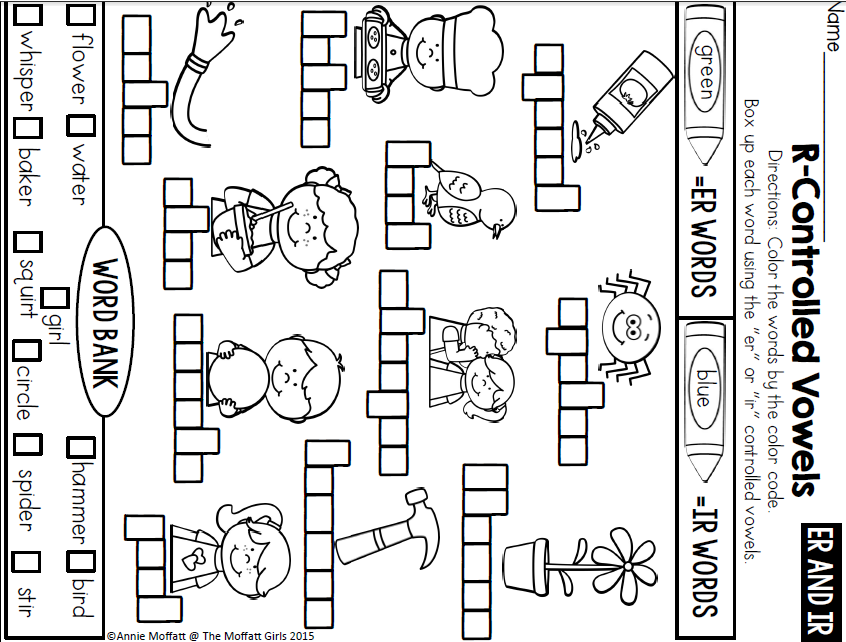 Name
R-Controlled Vowels ER AND IR
Directions: Color the words by the color code.
Box up each word using the "er" or "ir" controlled vowels.
green =ER WORDS blue =IR WORDS
WORD BANK
flower water hammer bird
girl
whisper baker squirt circle spider stir
©Annie Moffatt @ The Moffatt Girls 2015